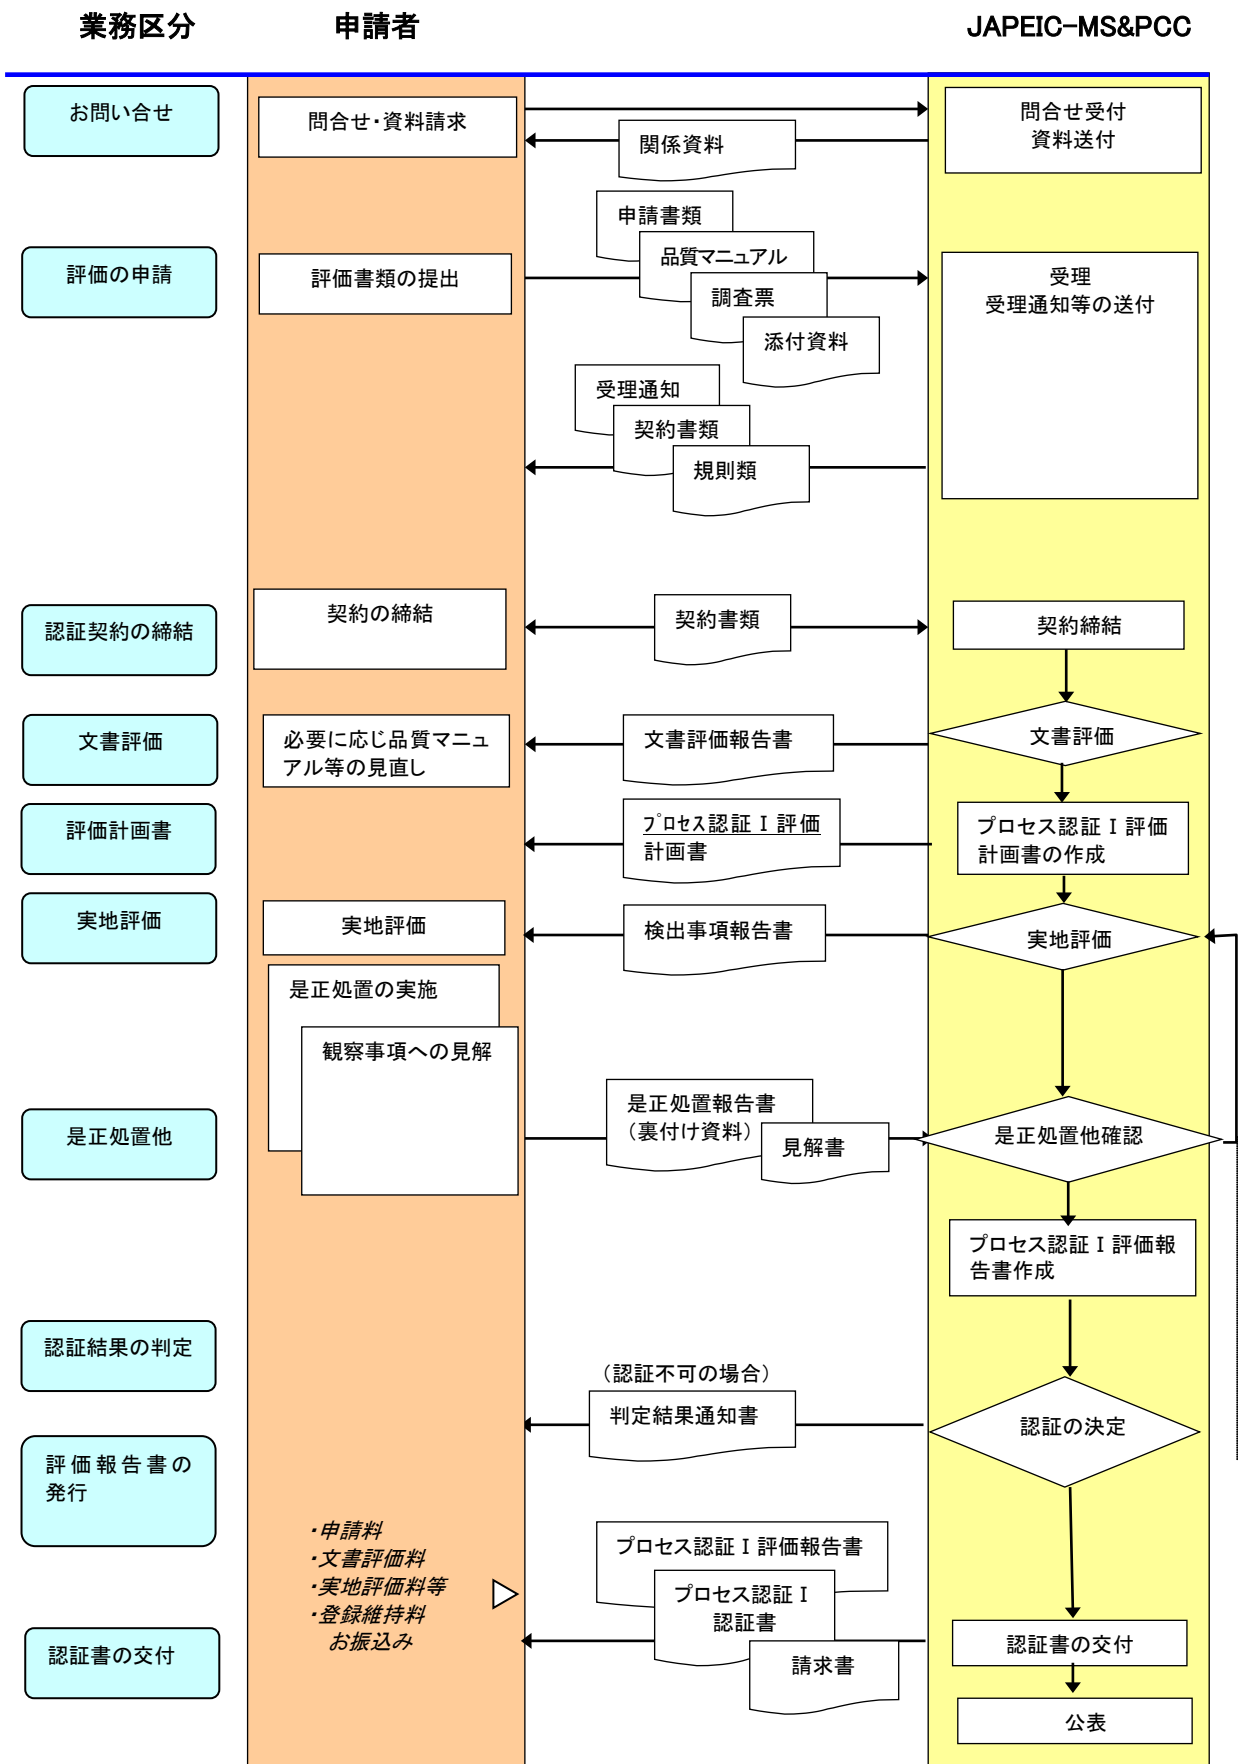 業務区分
申請者
JAPEIC-MS&PCC
お問い合せ
問合せ・資料請求
問合せ受付
資料送付
関係資料
申請書類
品質マニュアル
調査票
添付資料
評価の申請
評価書類の提出
受理
受理通知等の送付
受理通知
契約書類
規則類
認証契約の締結
契約の締結
契約書類
契約締結
文書評価
必要に応じ品質マニュ
アル等の見直し
文書評価報告書
文書評価
評価計画書
プロセス認証Ⅰ評価
計画書
プロセス認証Ⅰ評価
計画書の作成
実地評価
実地評価
検出事項報告書
実地評価
是正処置の実施
観察事項への見解
是正処置他
是正処置報告書
（裏付け資料）
見解書
是正処置他確認
プロセス認証Ⅰ評価報
告書作成
認証結果の判定
（認証不可の場合）
判定結果通知書
認証の決定
評価報告書の
発行
・申請料
・文書評価料
・実地評価料等
・登録維持料
お振込み
プロセス認証Ⅰ評価報告書
プロセス認証Ⅰ
認証書
請求書
認証書の交付
認証書の交付
公表